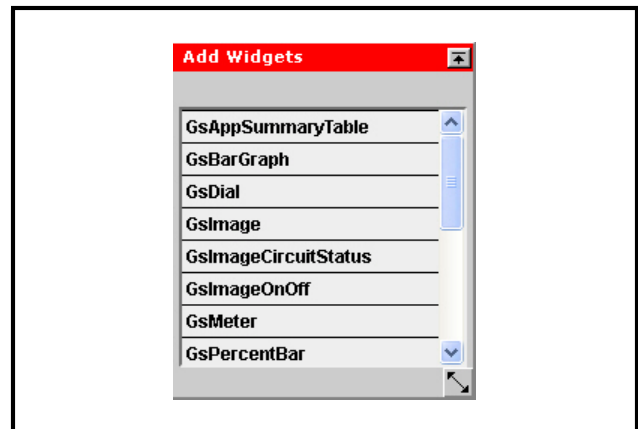 Add Widgets
GsAppSummaryTable
GsBarGraph
GsDial
GsImage
GsImageCircuitStatus
GsImageOnOff
GsMeter
GsPercentBar